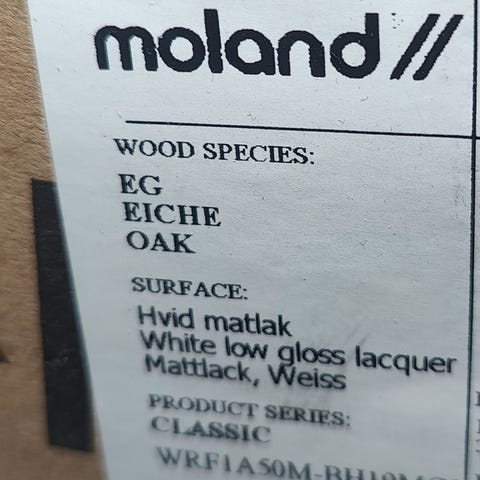 moland //
WOOD SPECIES:
EG
EICHE
OAK
SURFACE:
Hvid matlak
White low gloss lacquer
Mattlack, Weiss
PRODUCT SERIES:
CLASSIC